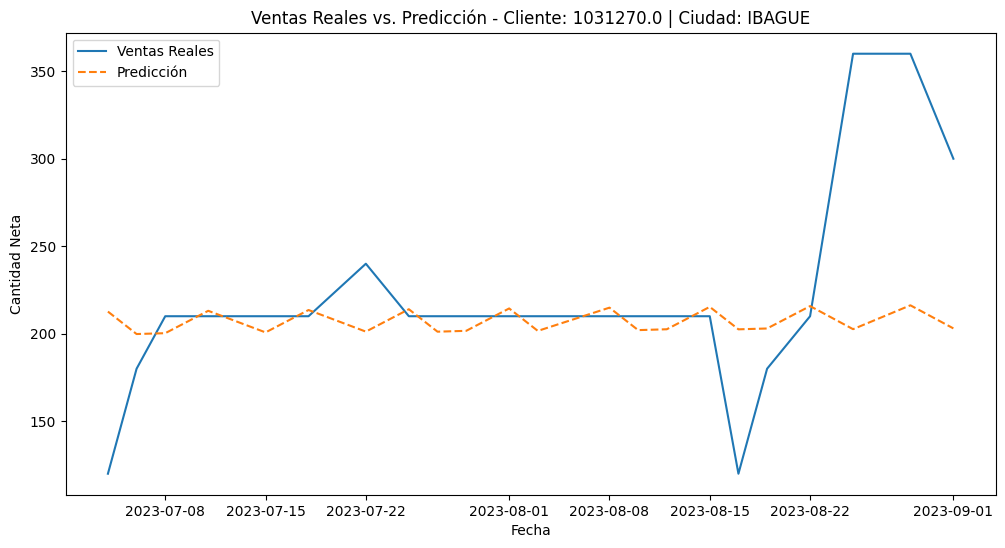 Ventas Reales vs. Predicción - Cliente: 1031270.0 | Ciudad: IBAGUE
Ventas Reales
Predicción
Cantidad Neta
350
300
250
200
150
2023-07-08
2023-07-15
2023-07-22
2023-08-01
2023-08-08
2023-08-15
2023-08-22
2023-09-01
Fecha